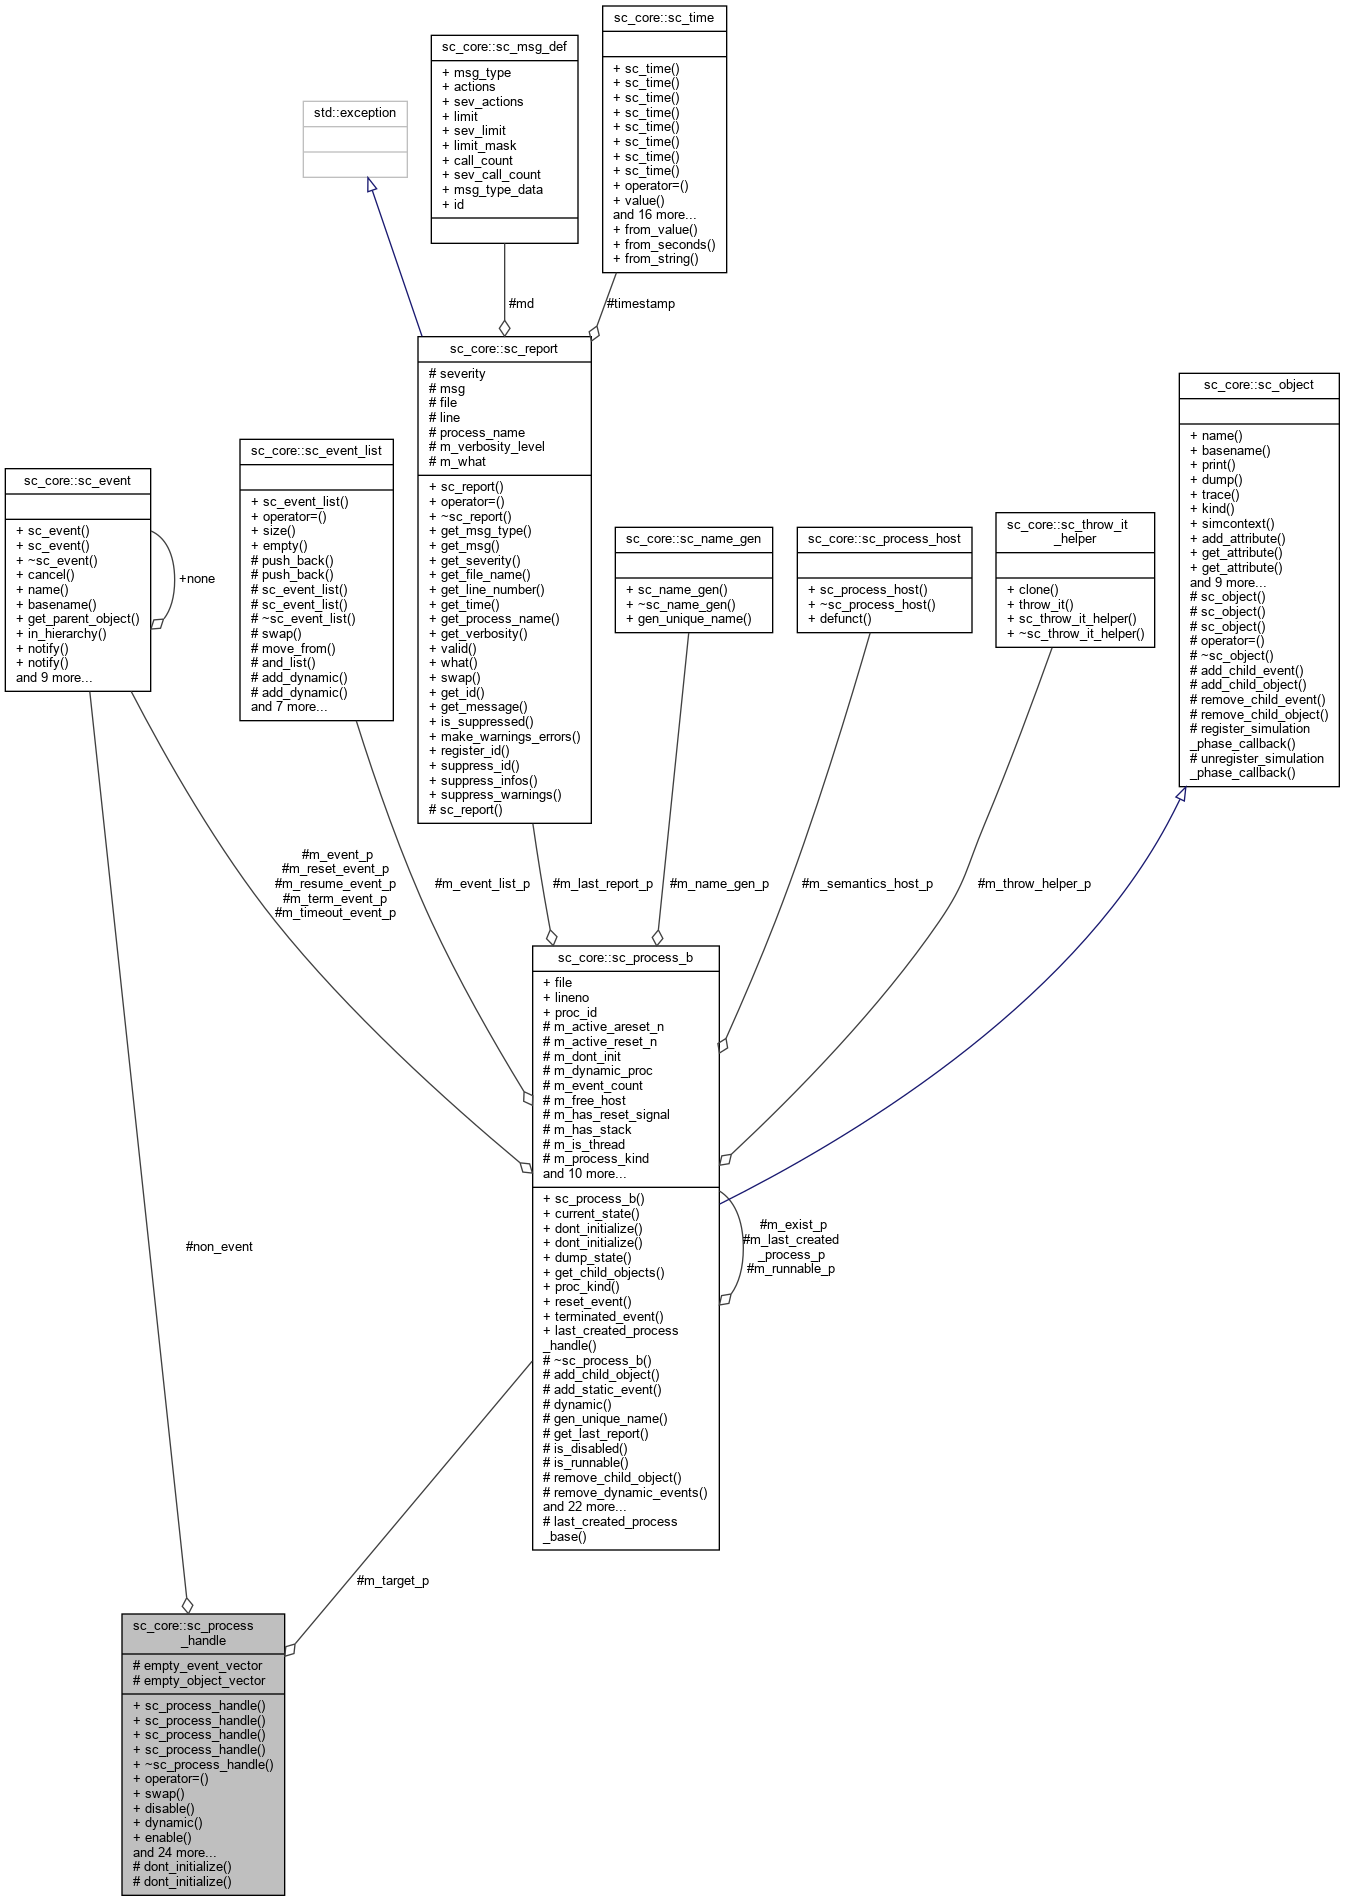 sc_core::sc_time
+ sc_time()
+ sc_time()
+ sc_time()
+ sc_time()
+ sc_time()
+ sc_time()
+ sc_time()
+ sc_time()
+ operator=()
+ value()
and 16 more...
+ from_value()
+ from_seconds()
+ from_string()
sc_core::sc_msg_def
+ msg_type
+ actions
+ sev_actions
+ limit
+ sev_limit
+ limit_mask
+ call_count
+ sev_call_count
+ msg_type_data
+ id
std::exception
#md
#timestamp
sc_core::sc_report
# severity
# msg
# file
# line
# process_name
# m_verbosity_level
# m_what
+ sc_report()
+ operator=()
+ ~sc_report()
+ get_msg_type()
+ get_msg()
+ get_severity()
+ get_file_name()
+ get_line_number()
+ get_time()
+ get_process_name()
+ get_verbosity()
+ valid()
+ what()
+ swap()
+ get_id()
+ get_message()
+ is_suppressed()
+ make_warnings_errors()
+ register_id()
+ suppress_id()
+ suppress_infos()
+ suppress_warnings()
# sc_report()
sc_core::sc_object
+ name()
+ basename()
+ print()
+ dump()
+ trace()
+ kind()
+ simcontext()
+ add_attribute()
+ get_attribute()
+ get_attribute()
and 9 more...
# sc_object()
# sc_object()
# sc_object()
# operator=()
# ~sc_object()
# add_child_event()
# add_child_object()
# remove_child_event()
# remove_child_object()
# register_simulation
_phase_callback()
# unregister_simulation
_phase_callback()
sc_core::sc_event_list
+ sc_event_list()
+ operator=()
+ size()
+ empty()
# push_back()
# push_back()
# sc_event_list()
# sc_event_list()
# ~sc_event_list()
# swap()
# move_from()
# and_list()
# add_dynamic()
# add_dynamic()
and 7 more...
sc_core::sc_event
+ sc_event()
+ sc_event()
+ ~sc_event()
+ cancel()
+ name()
+ basename()
+ get_parent_object()
+ in_hierarchy()
+ notify()
+ notify()
and 9 more...
+none
sc_core::sc_name_gen
+ sc_name_gen()
+ ~sc_name_gen()
+ gen_unique_name()
sc_core::sc_process_host
+ sc_process_host()
+ ~sc_process_host()
+ defunct()
sc_core::sc_throw_it
_helper
+ clone()
+ throw_it()
+ sc_throw_it_helper()
+ ~sc_throw_it_helper()
#m_event_p
#m_reset_event_p
#m_resume_event_p
#m_term_event_p
#m_timeout_event_p
#m_event_list_p
#m_last_report_p
#m_name_gen_p
#m_semantics_host_p
#m_throw_helper_p
sc_core::sc_process_b
+ file
+ lineno
+ proc_id
# m_active_areset_n
# m_active_reset_n
# m_dont_init
# m_dynamic_proc
# m_event_count
# m_free_host
# m_has_reset_signal
# m_has_stack
# m_is_thread
# m_process_kind
and 10 more...
+ sc_process_b()
+ current_state()
+ dont_initialize()
+ dont_initialize()
+ dump_state()
+ get_child_objects()
+ proc_kind()
+ reset_event()
+ terminated_event()
+ last_created_process
_handle()
# ~sc_process_b()
# add_child_object()
# add_static_event()
# dynamic()
# gen_unique_name()
# get_last_report()
# is_disabled()
# is_runnable()
# remove_child_object()
# remove_dynamic_events()
and 22 more...
# last_created_process
_base()
#m_exist_p
#m_last_created
_process_p
#m_runnable_p
#non_event
#m_target_p
sc_core::sc_process
_handle
# empty_event_vector
# empty_object_vector
+ sc_process_handle()
+ sc_process_handle()
+ sc_process_handle()
+ sc_process_handle()
+ ~sc_process_handle()
+ operator=()
+ swap()
+ disable()
+ dynamic()
+ enable()
and 24 more...
# dont_initialize()
# dont_initialize()